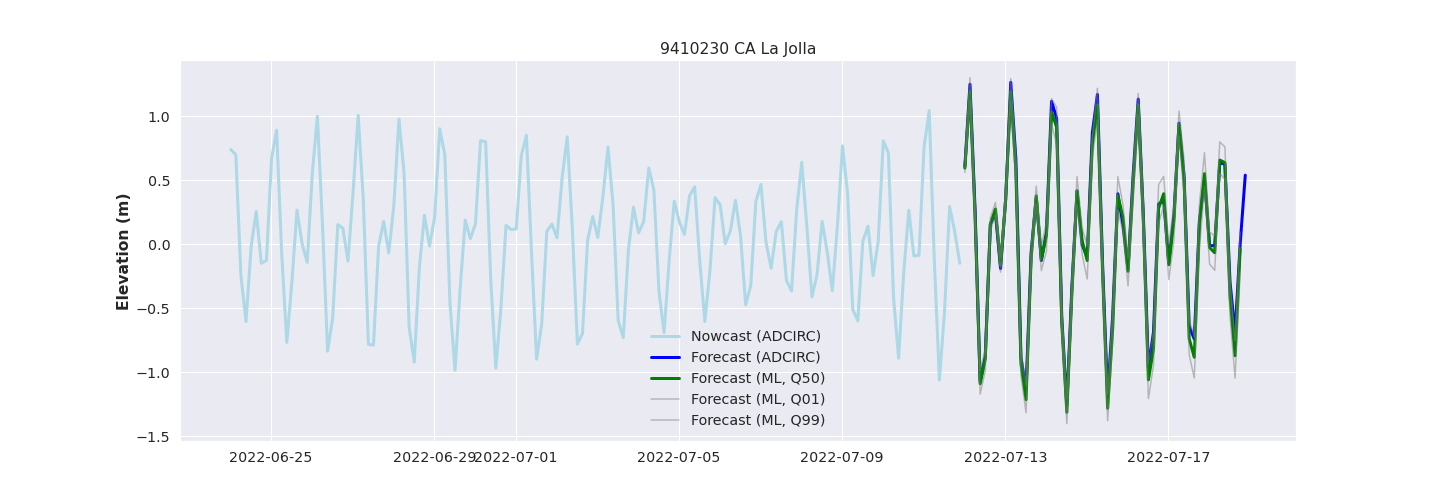 9410230 CA La Jolla
Elevation (m)
1.0
0.5
0.0
−0.5
−1.0
−1.5
Nowcast (ADCIRC)
Forecast (ADCIRC)
Forecast (ML, Q50)
Forecast (ML, Q01)
Forecast (ML, Q99)
2022-06-25 2022-06-29 2022-07-01 2022-07-05 2022-07-09 2022-07-13 2022-07-17